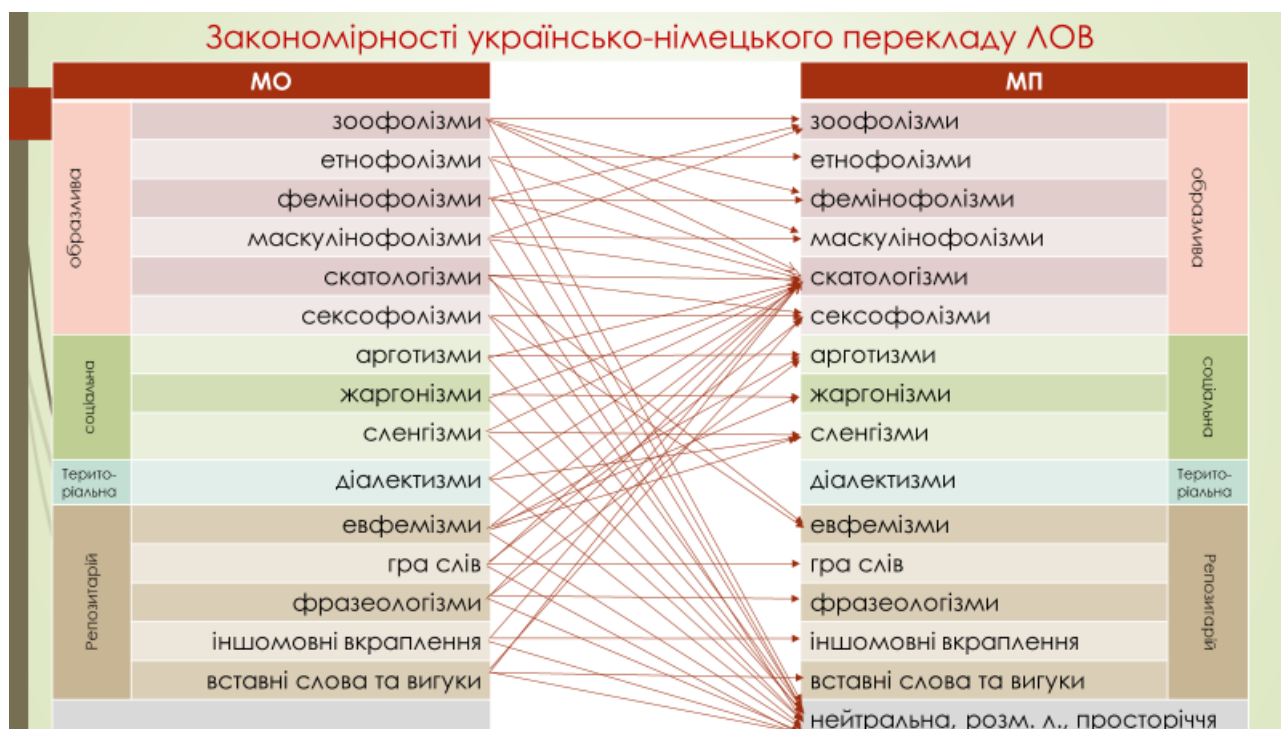 Закономірності українсько-німецького перекладу ЛОВ
МО
МП
образлива
зоофолізми
етнофолізми
фемінофолізми
маскулінофолізми
скатологізми
сексофолізми
соціальна
арготизми
жаргонізми
сленгізми
Терито-
ріальна
діалектизми
Репозитарій
евфемізми
гра слів
фразеологізми
іншомовні вкраплення
вставні слова та вигуки
зоофолізми
етнофолізми
фемінофолізми
маскулінофолізми
скатологізми
сексофолізми
образлива
арготизми
жаргонізми
сленгізми
соціальна
діалектизми
Терито-
ріальна
евфемізми
гра слів
фразеологізми
іншомовні вкраплення
вставні слова та вигуки
Репозитарій
нейтральна, розм. л., просторіччя